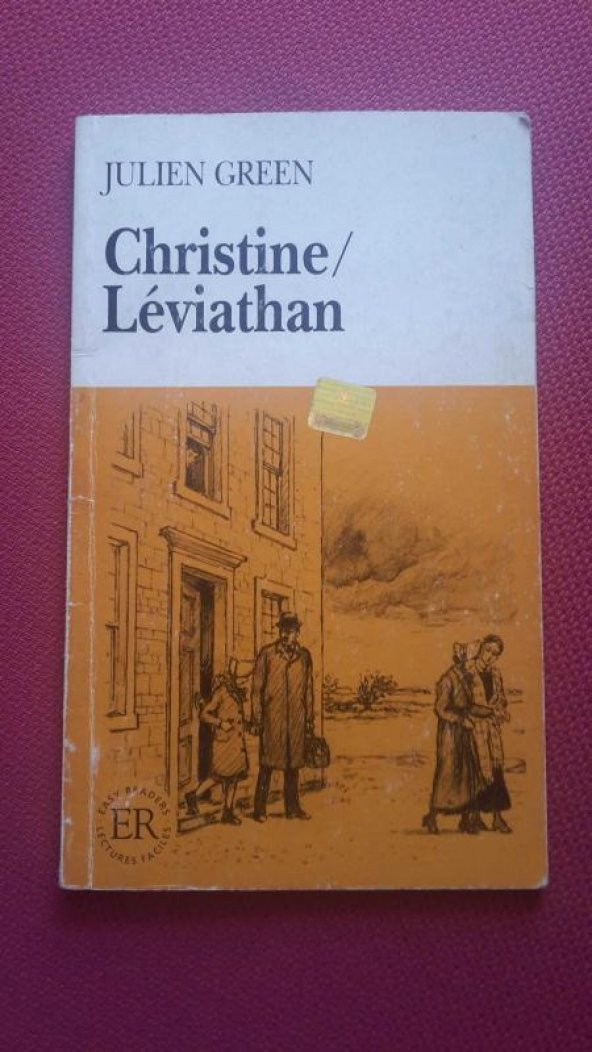 JULIEN GREEN
Christine/
Léviathan
EASY READERS
ER
LECTURES FACILES